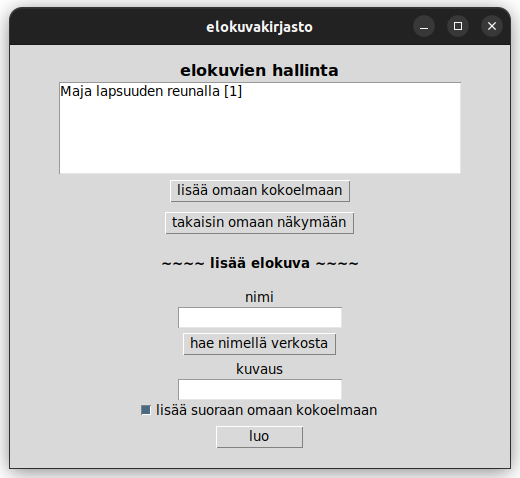 elokuvakirjasto
elokuvien hallinta
Maja lapsuuden reunalla [1]
lisää omaan kokoelmaan
takaisin omaan näkymään
~~~~ lisää elokuva ~~~~
nimi
hae nimellä verkosta
kuvaus
lisää suoraan omaan kokoelmaan
luo